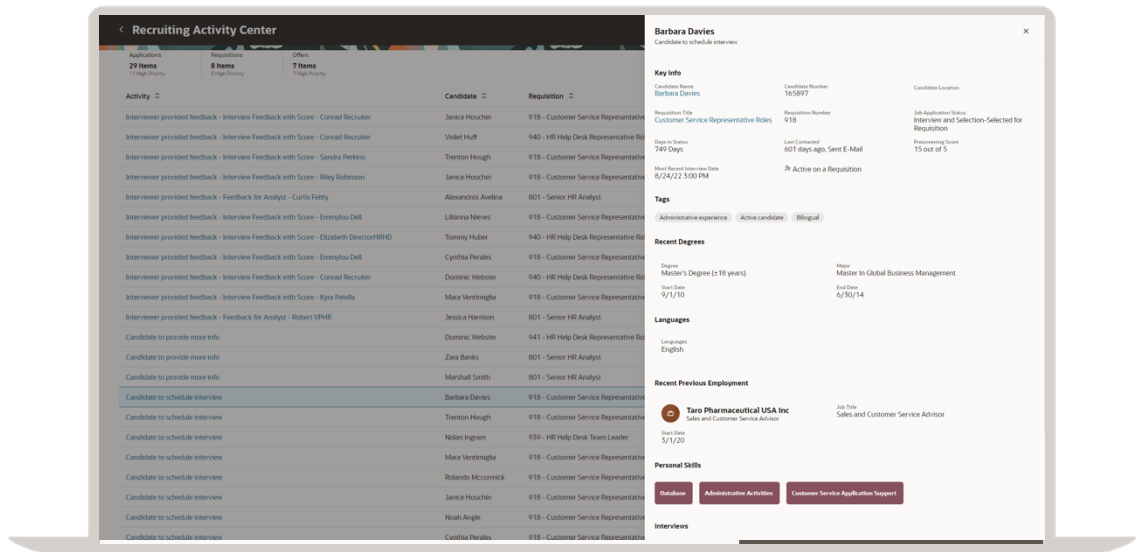 Recruiting Activity Center
Applications Requisitions Offers
29 Items 8 Items 7 Items
11 High Priority 0 High Priority 7 High Priority
Activity Candidate Requisition
Interviewer provided feedback - Interview Feedback with Score - Conrad Recruiter Janice Houchin 918 - Customer Service Representative
Interviewer provided feedback - Interview Feedback with Score - Conrad Recruiter Violet Huff 940 - HR Help Desk Representative Ro
Interviewer provided feedback - Interview Feedback with Score - Sandra Perkins Trenton Hough 918 - Customer Service Representative
Interviewer provided feedback - Interview Feedback with Score - Riley Robinson Janice Houchin 918 - Customer Service Representative
Interviewer provided feedback - Feedback for Analyst - Curtis Feitty Alexandros Avelina 801 - Senior HR Analyst
Interviewer provided feedback - Interview Feedback with Score - Emmylou Dell Lilianna Nieves 918 - Customer Service Representative
Interviewer provided feedback - Interview Feedback with Score - Elizabeth DirectorHRHD Tommy Huber 940 - HR Help Desk Representative Ro
Interviewer provided feedback - Interview Feedback with Score - Emmylou Dell Cynthia Perales 918 - Customer Service Representative
Interviewer provided feedback - Interview Feedback with Score - Conrad Recruiter Dominic Webster 940 - HR Help Desk Representative Ro
Interviewer provided feedback - Interview Feedback with Score - Kyra Patella Mara Ventimiglia 918 - Customer Service Representative
Interviewer provided feedback - Feedback for Analyst - Robert VPHR Jessica Harrison 801 - Senior HR Analyst
Candidate to provide more info Dominic Webster 941 - HR Help Desk Representative Ro
Candidate to provide more info Zara Banks 801 - Senior HR Analyst
Candidate to provide more info Marshall Smith 801 - Senior HR Analyst
Candidate to schedule interview Barbara Davies 918 - Customer Service Representative
Candidate to schedule interview Trenton Hough 918 - Customer Service Representative
Candidate to schedule interview Nolan Ingram 939 - HR Help Desk Team Leader
Candidate to schedule interview Mara Ventimiglia 918 - Customer Service Representative
Candidate to schedule interview Rolando Mccormick 918 - Customer Service Representative
Candidate to schedule interview Janice Houchin 918 - Customer Service Representative
Candidate to schedule interview Noah Angle 918 - Customer Service Representative
Candidate to schedule interview Cynthia Perales 918 - Customer Service Representative
Barbara Davies
Candidate to schedule interview
Key info
Candidate Name Candidate Number Candidate Location
Barbara Davies 165897
Requisition Title Requisition Number Job Application Status
Customer Service Representative Roles 918 Interview and Selection-Selected for
Requisition
Days in Status Last Contacted Prescreening Score
749 Days 601 days ago, Sent E-Mail 15 out of 5
Most Recent Interview Date
8/24/22 3:00 PM Active on a Requisition
Tags
Administrative experience Active candidate Bilingual
Recent Degrees
Degree Major
Master's Degree (±18 years) Master In Global Business Management
Start Date End Date
9/1/10 6/30/14
Languages
Languages
English
Recent Previous Employment
Taro Pharmaceutical USA Inc Job Title
Sales and Customer Service Advisor Sales and Customer Service Advisor
Start Date
3/1/20
Personal Skills
Database Administrative Activities Customer Service Application Support
Interviews